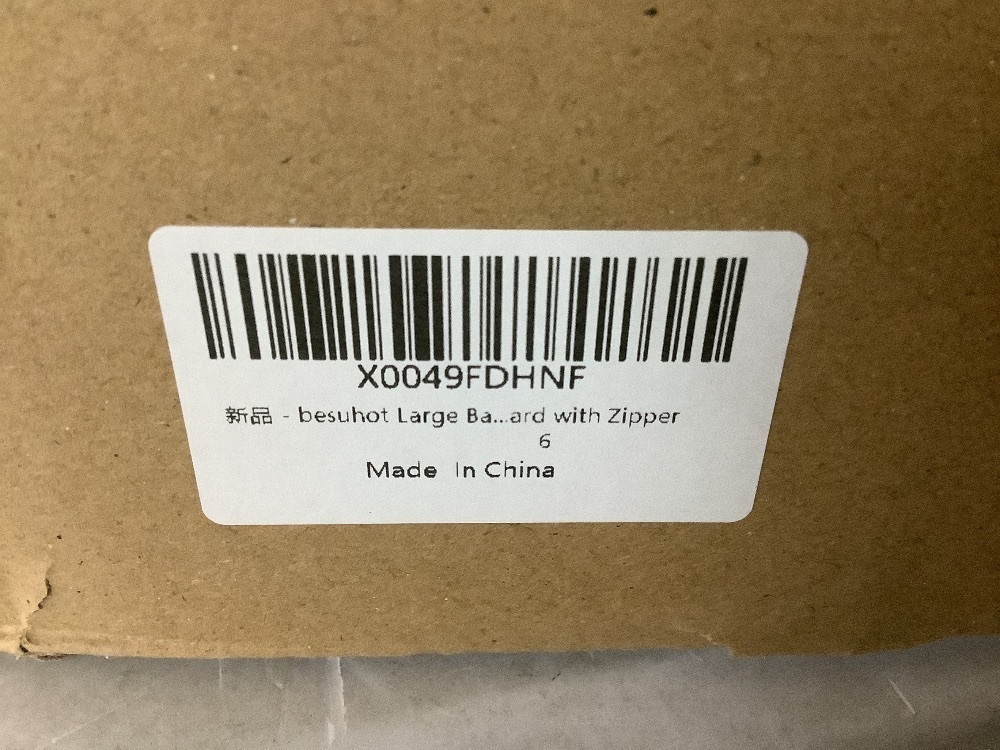 X0049FDHNF
新品 - besuhot Large Ba...ard with Zipper
6
Made In China